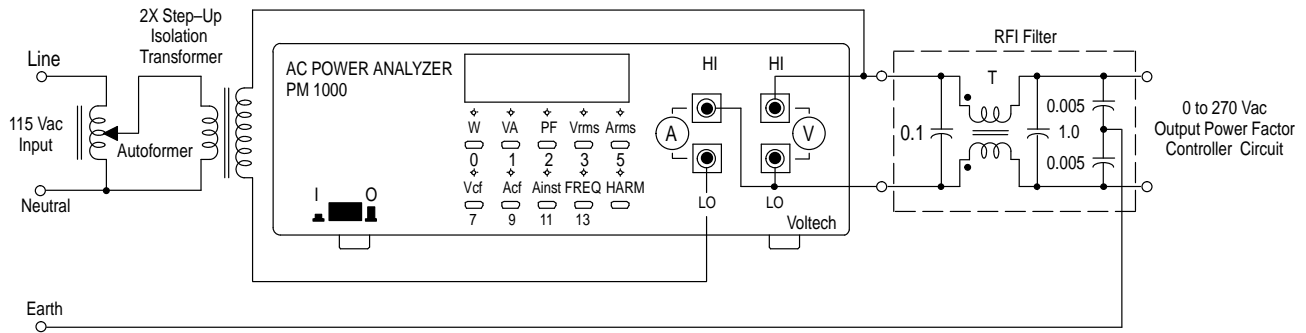 2X Step–Up
Isolation
Transformer
Line
115 Vac
Input
Autoformer
Neutral
Earth
AC POWER ANALYZER
PM 1000
W VA PF Vrms Arms
0 1 2 3 5
Vcf Acf Ainst FREQ HARM
7 9 11 13
I O
HI HI
A V
LO LO
Voltech
RFI Filter
T
0.1
1.0
0.005
0.005
0 to 270 Vac
Output Power Factor
Controller Circuit